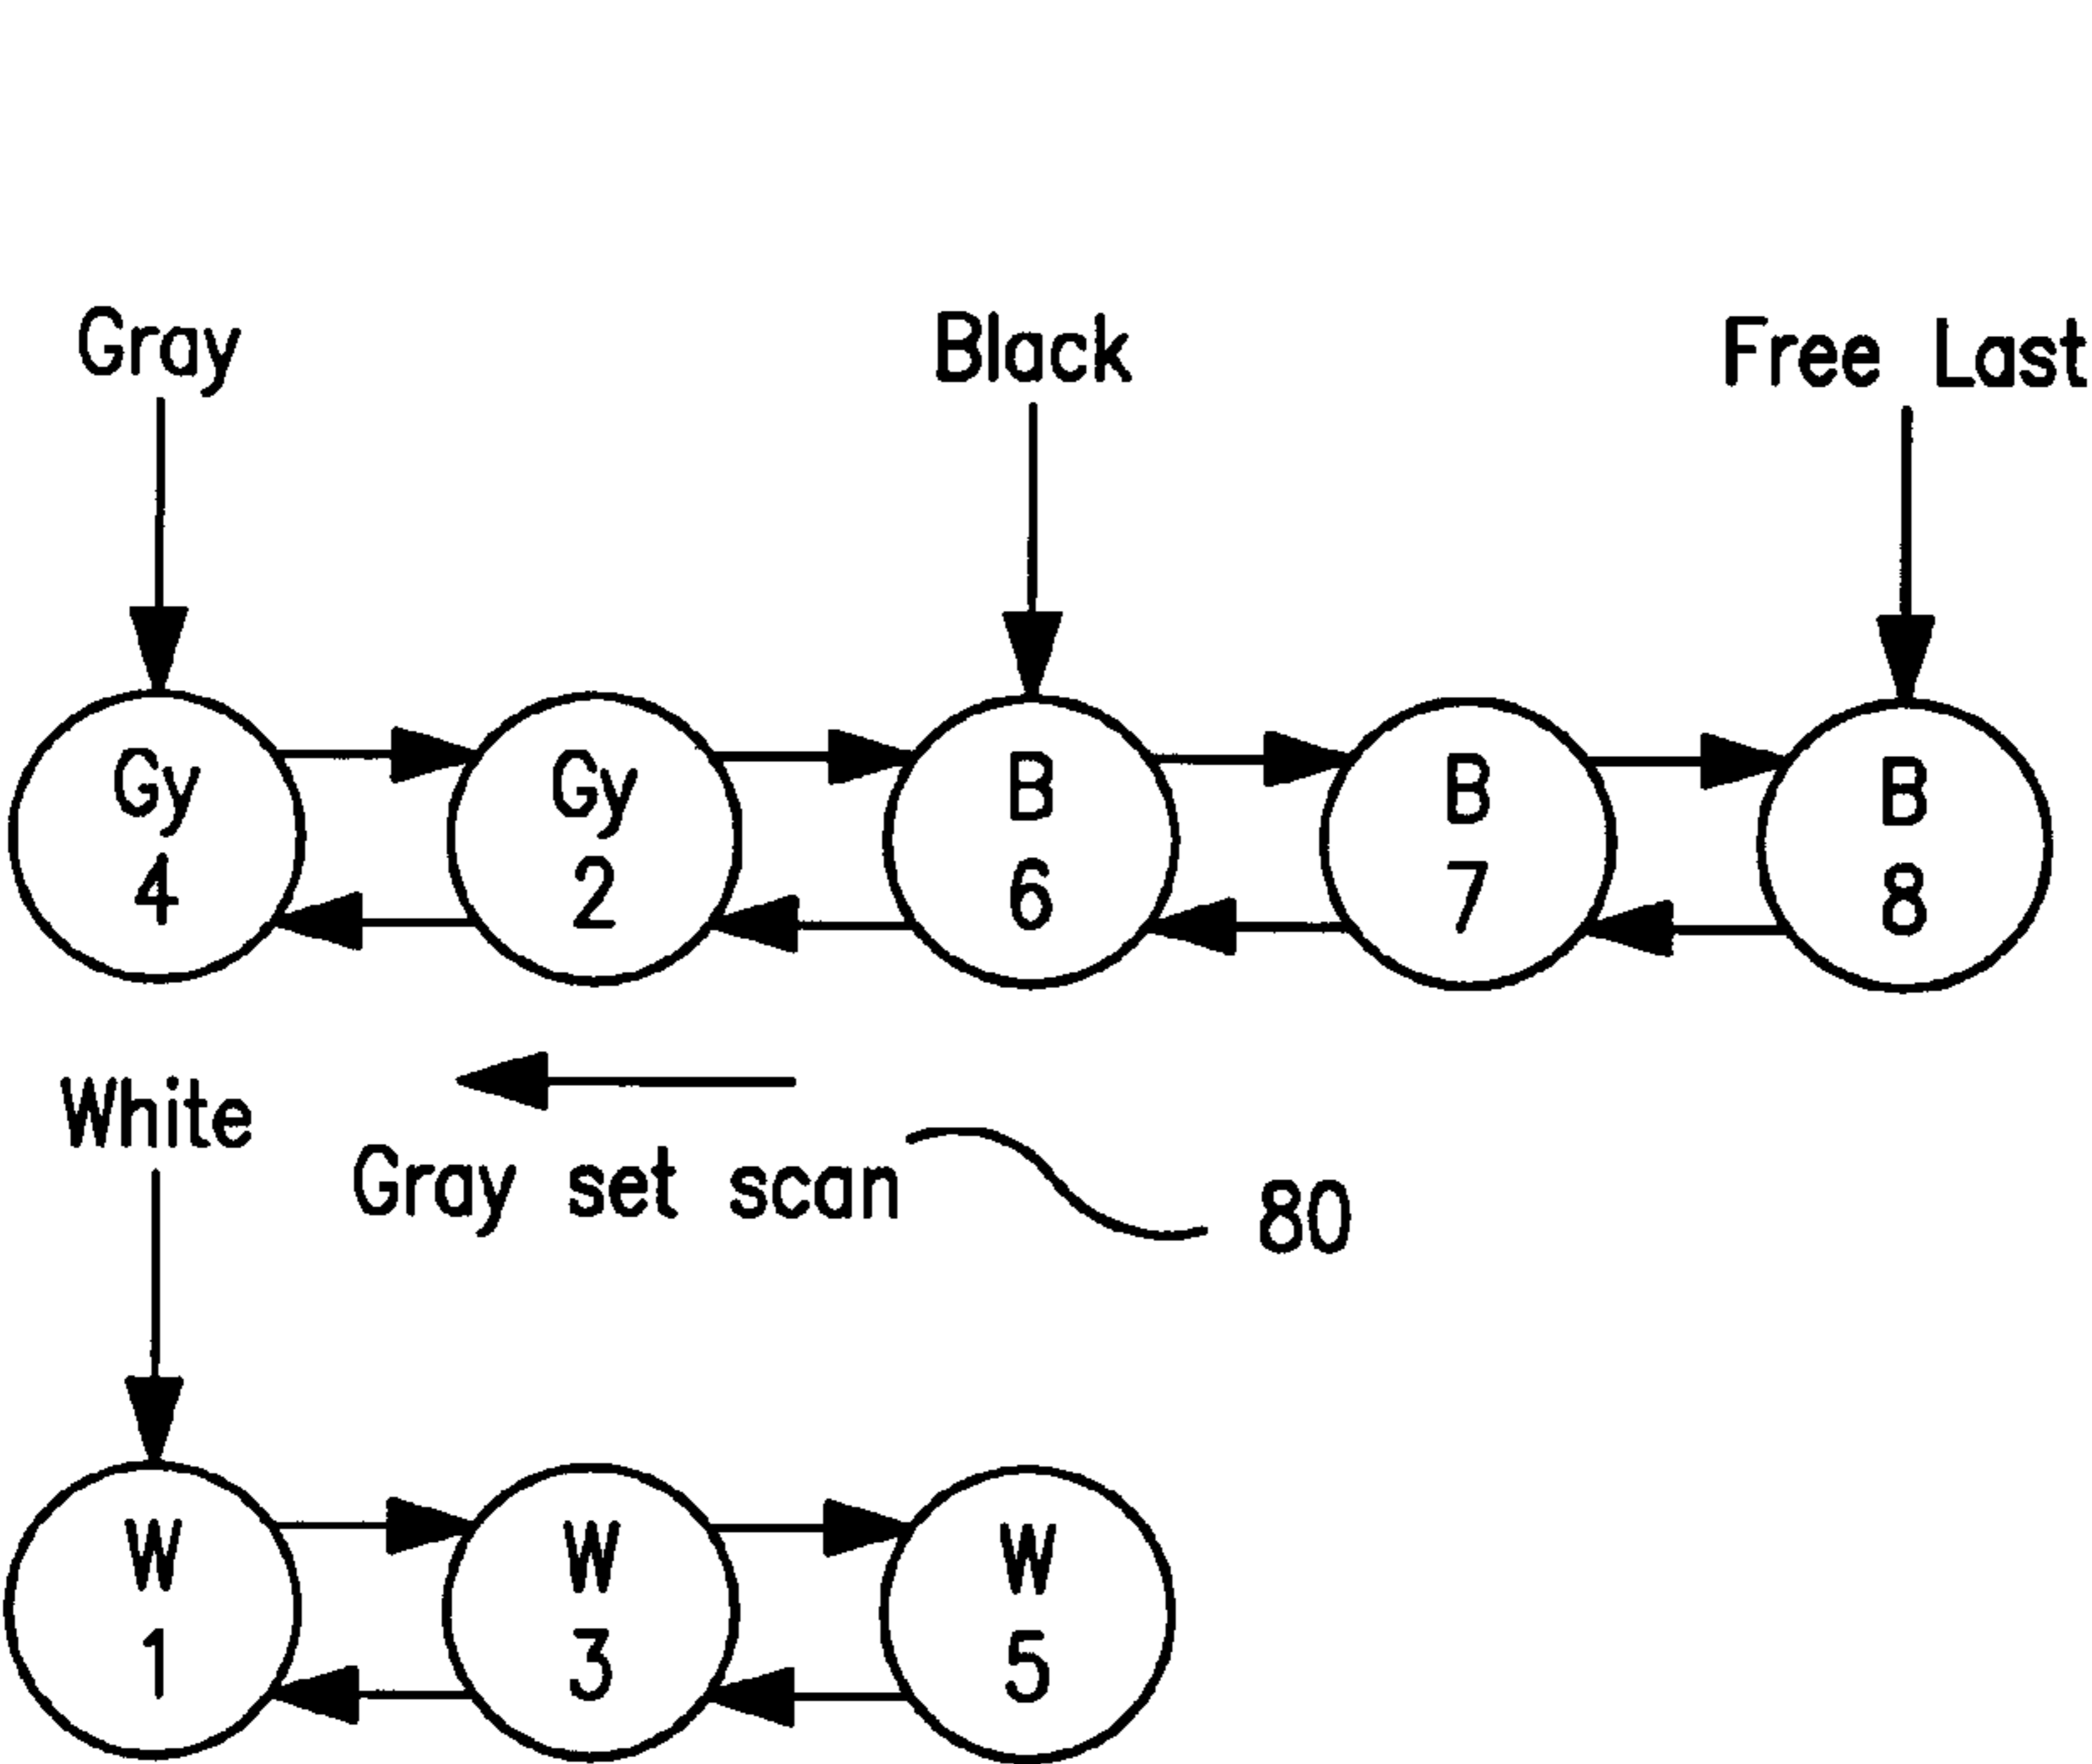 Gray Black Free Last
Gy Gy B B B
4 2 6 7 8
White
Gray set scan 80
W W W
1 3 5